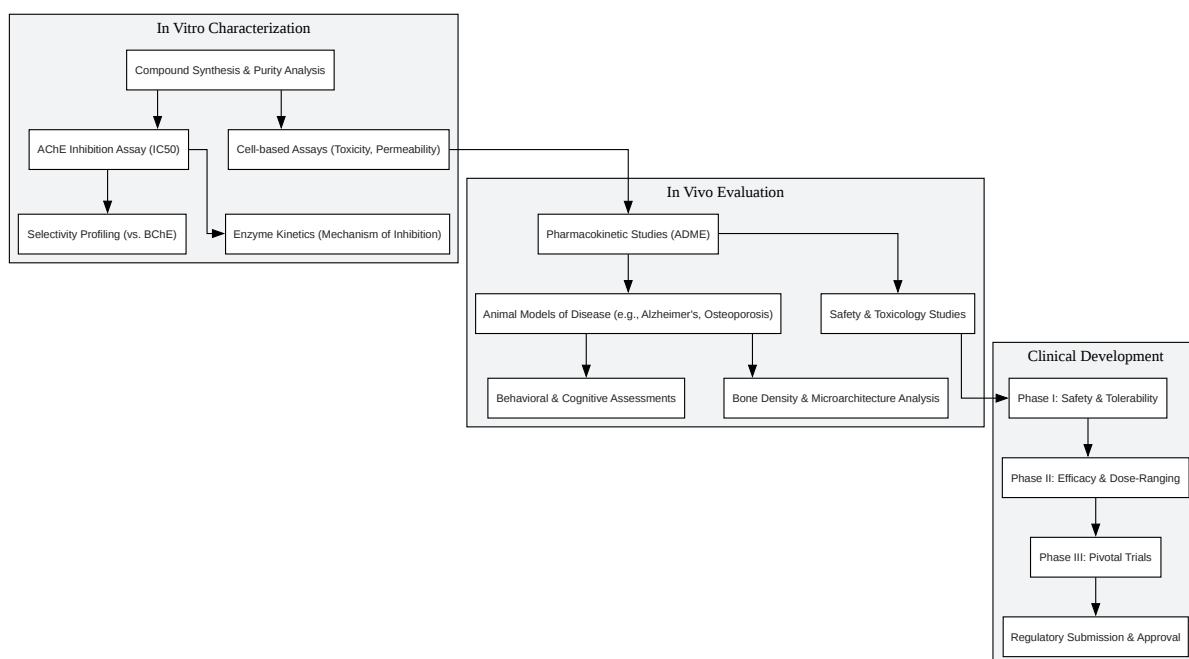 In Vitro Characterization
Compound Synthesis & Purity Analysis
AChE Inhibition Assay (IC50)
Cell-based Assays (Toxicity, Permeability)
Selectivity Profiling (vs. BChE)
Enzyme Kinetics (Mechanism of Inhibition)
In Vivo Evaluation
Pharmacokinetic Studies (ADME)
Animal Models of Disease (e.g., Alzheimer's, Osteoporosis)
Safety & Toxicology Studies
Behavioral & Cognitive Assessments
Bone Density & Microarchitecture Analysis
Clinical Development
Phase I: Safety & Tolerability
Phase II: Efficacy & Dose-Ranging
Phase III: Pivotal Trials
Regulatory Submission & Approval